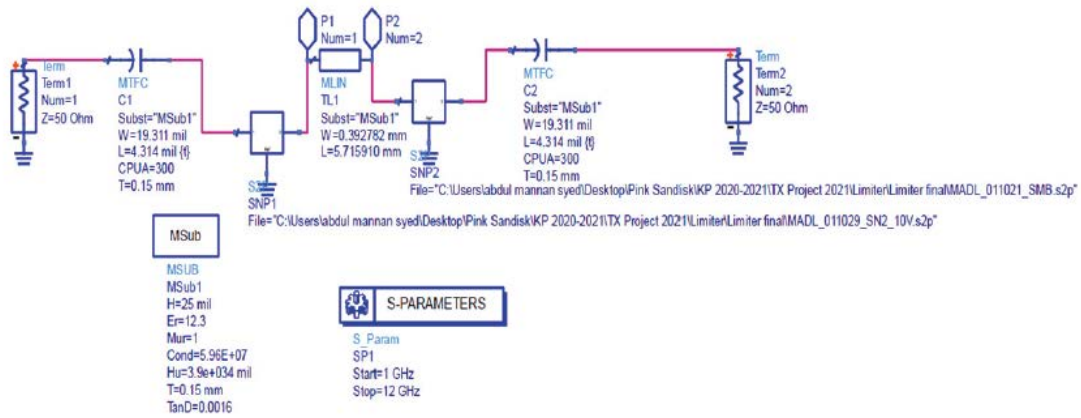 P1
Num=1
P2
Num=2
Term
Term1
Num=1
Z=50 Ohm
MTFC
C1
Subst="MSub1"
W=19.311 mil
L=4.314 mil {t}
CPUA=300
T=0.15 mm
MLIN
TL1
Subst="MSub1"
W=0.392782 mm
L=5.715910 mm
MTFC
C2
Subst="MSub1"
W=19.311 mil
L=4.314 mil {t}
CPUA=300
T=0.15 mm
Term
Term2
Num=2
Z=50 Ohm
SNP2
File="C:\Users\abdul mannan syed\Desktop\Pink Sandisk\KP 2020-2021\TX Project 2021\Limiter\Limiter final\MADL_011021_SMB.s2p"
SNP1
File="C:\Users\abdul mannan syed\Desktop\Pink Sandisk\KP 2020-2021\TX Project 2021\Limiter\Limiter final\MADL_011029_SN2_10V.s2p"
MSub
MSUB
MSub1
H=25 mil
Er=12.3
Mur=1
Cond=5.96E+07
Hu=3.9e+034 mil
T=0.15 mm
TanD=0.0016
S-PARAMETERS
S_Param
SP1
Start=1 GHz
Stop=12 GHz